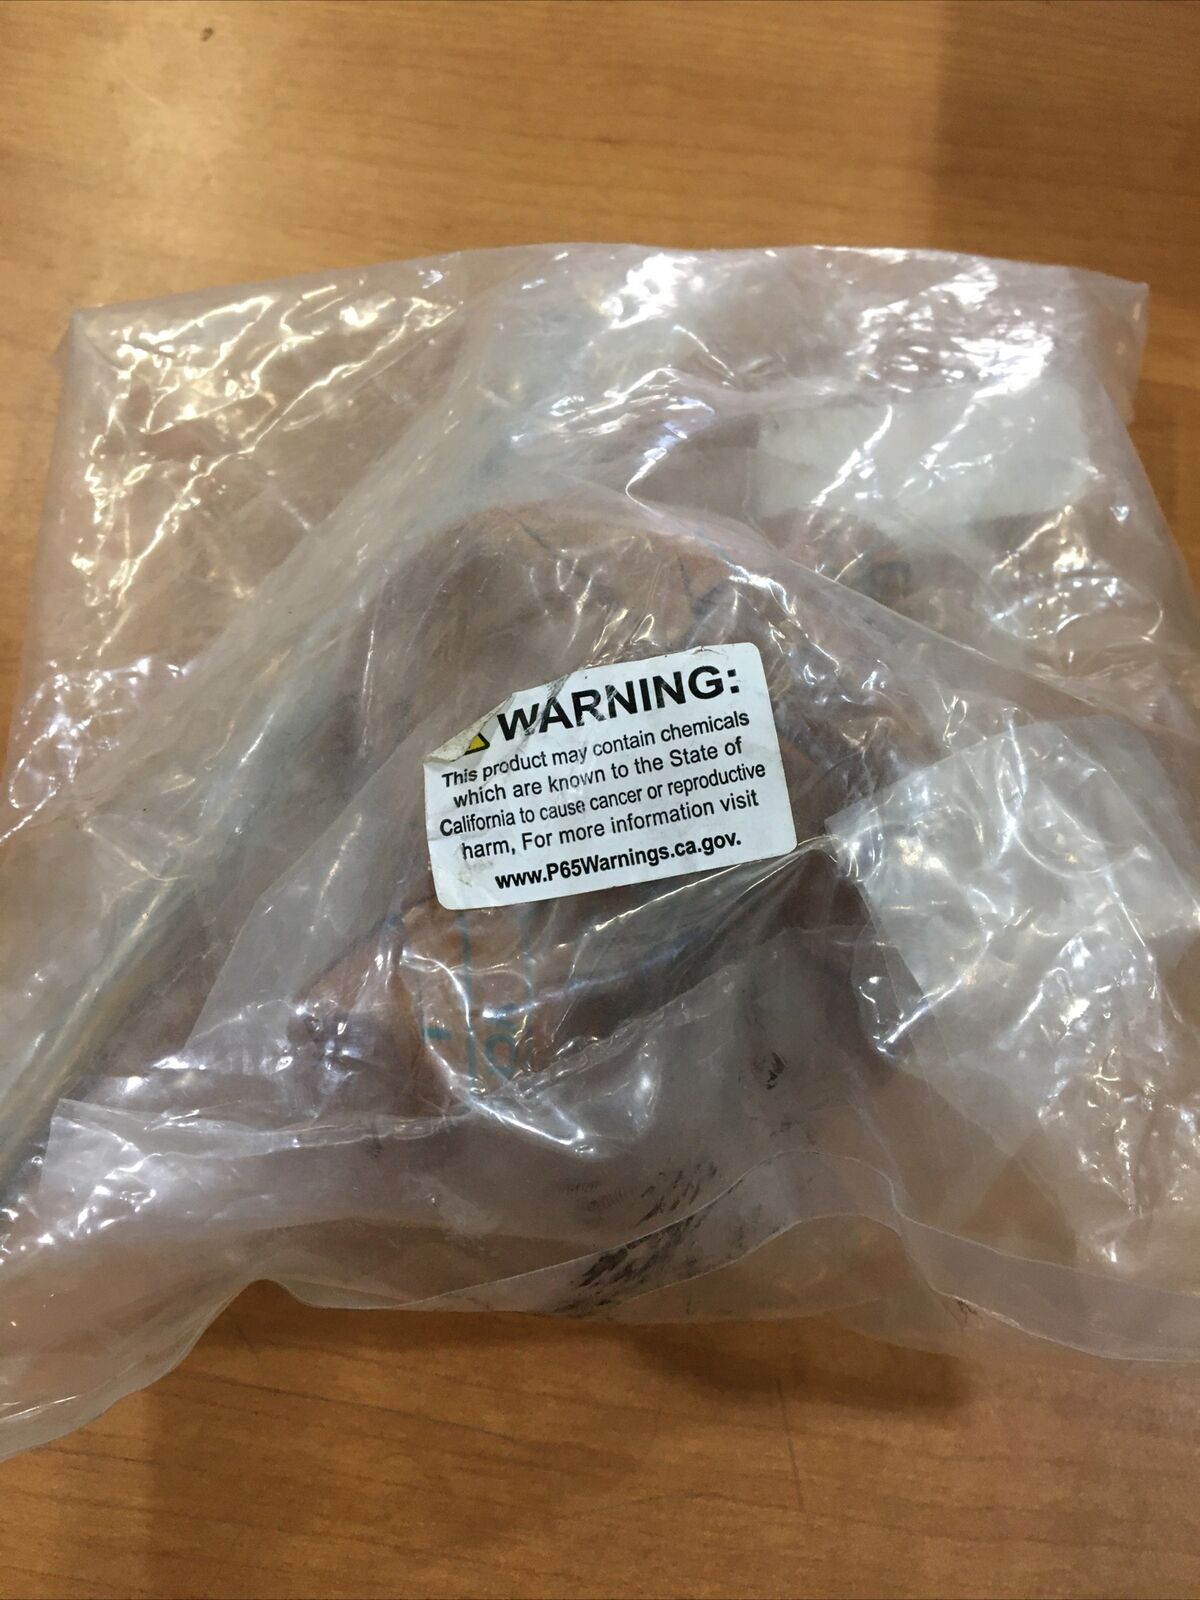 WARNING:
This product may contain chemicals
which are known to the State of
California to cause cancer or reproductive
harm, For more information visit
www.P65Warnings.ca.gov.